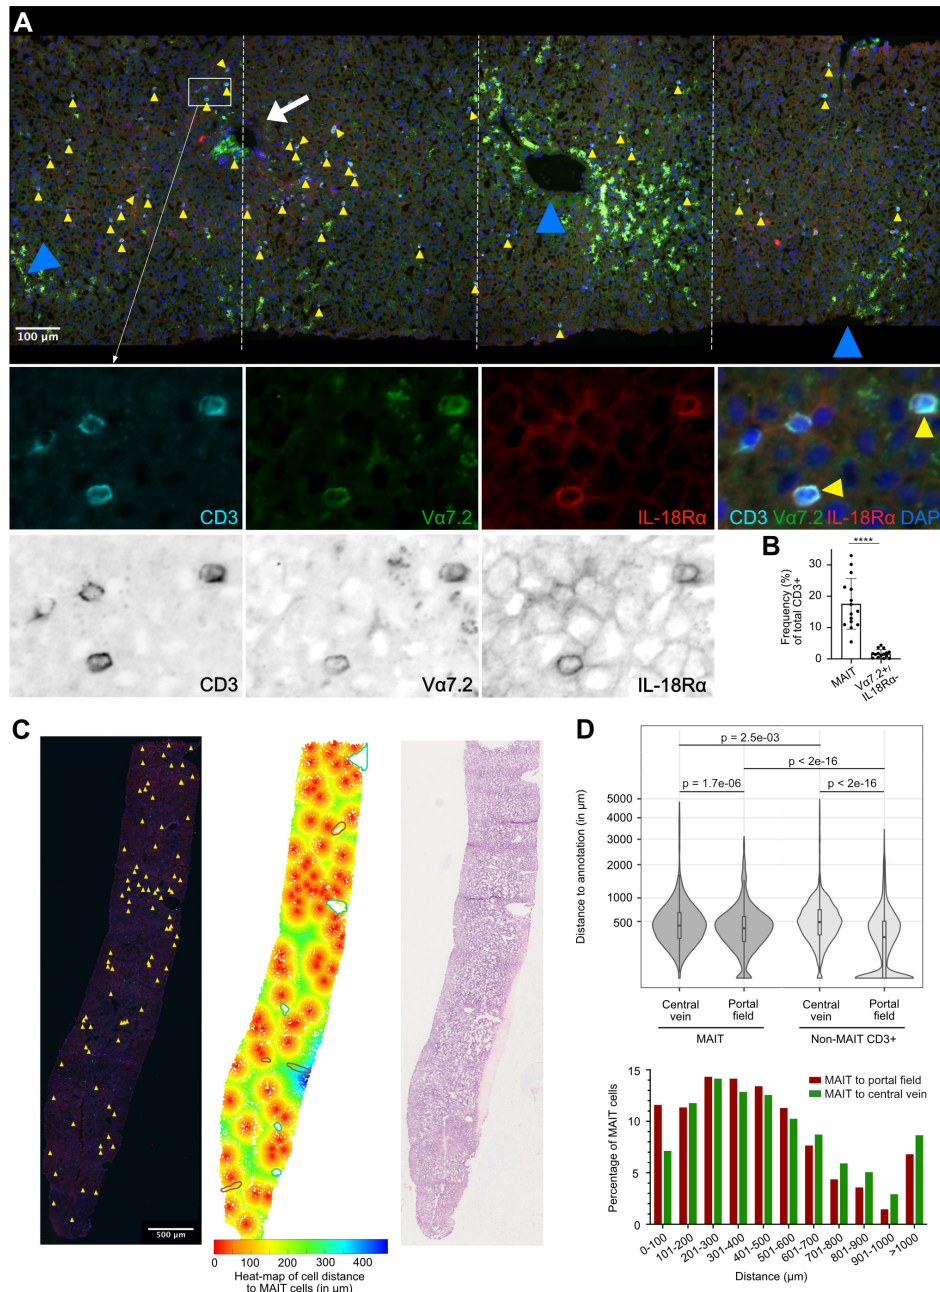 A
100 µm
CD3
Vα7.2
IL-18Rα
CD3 Vα7.2 IL-18Rα DAP
CD3
Vα7.2
IL-18Rα
B
****
Frequency (%)
of total CD3+
30
20
10
0
MAIT
Vα7.2+/
IL18Rα-
C
500 µm
0 100 200 300 400
Heat-map of cell distance
to MAIT cells (in µm)
D
p = 2.5e-03
p < 2e-16
p = 1.7e-06
p < 2e-16
Distance to annotation (in µm)
5000
4000
3000
2000
1000
500
Central
vein
Portal
field
Central
vein
Portal
field
MAIT
Non-MAIT CD3+
Percentage of MAIT cells
15
10
5
0
MAIT to portal field
MAIT to central vein
0-100
101-200
201-300
301-400
401-500
501-600
601-700
701-800
801-900
901-1000
>1000
Distance (µm)